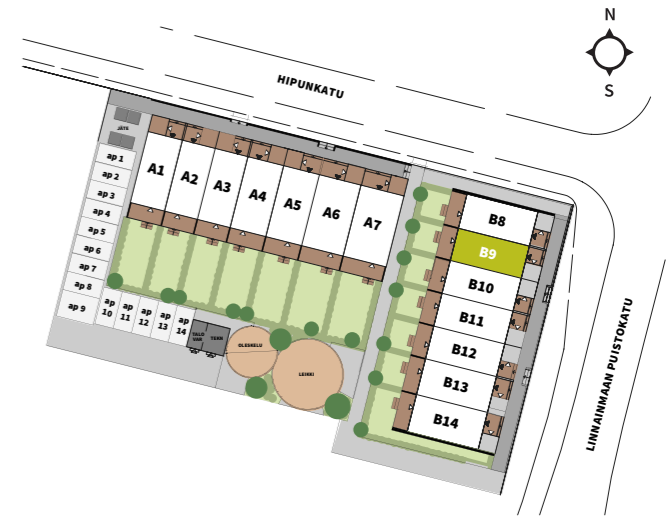 N
S
HIPUNKATU
LINNAINMAAN PUISTOKATU
JÄTE
ap 1
ap 2
ap 3
ap 4
ap 5
ap 6
ap 7
ap 8
ap 9
ap
10
ap
11
ap
12
ap
13
ap
14
A1
A2
A3
A4
A5
A6
A7
B8
B9
B10
B11
B12
B13
B14
TALO
VAR
TEKN
OLESKELU
LEIKKI